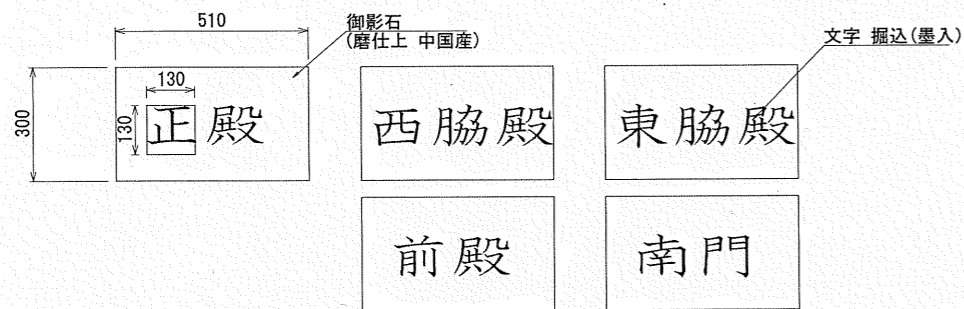 510
御影石
(磨仕上 中国産)
文字 掘込(墨入)
130
300
130
正殿
西脇殿
東脇殿
前殿
南門